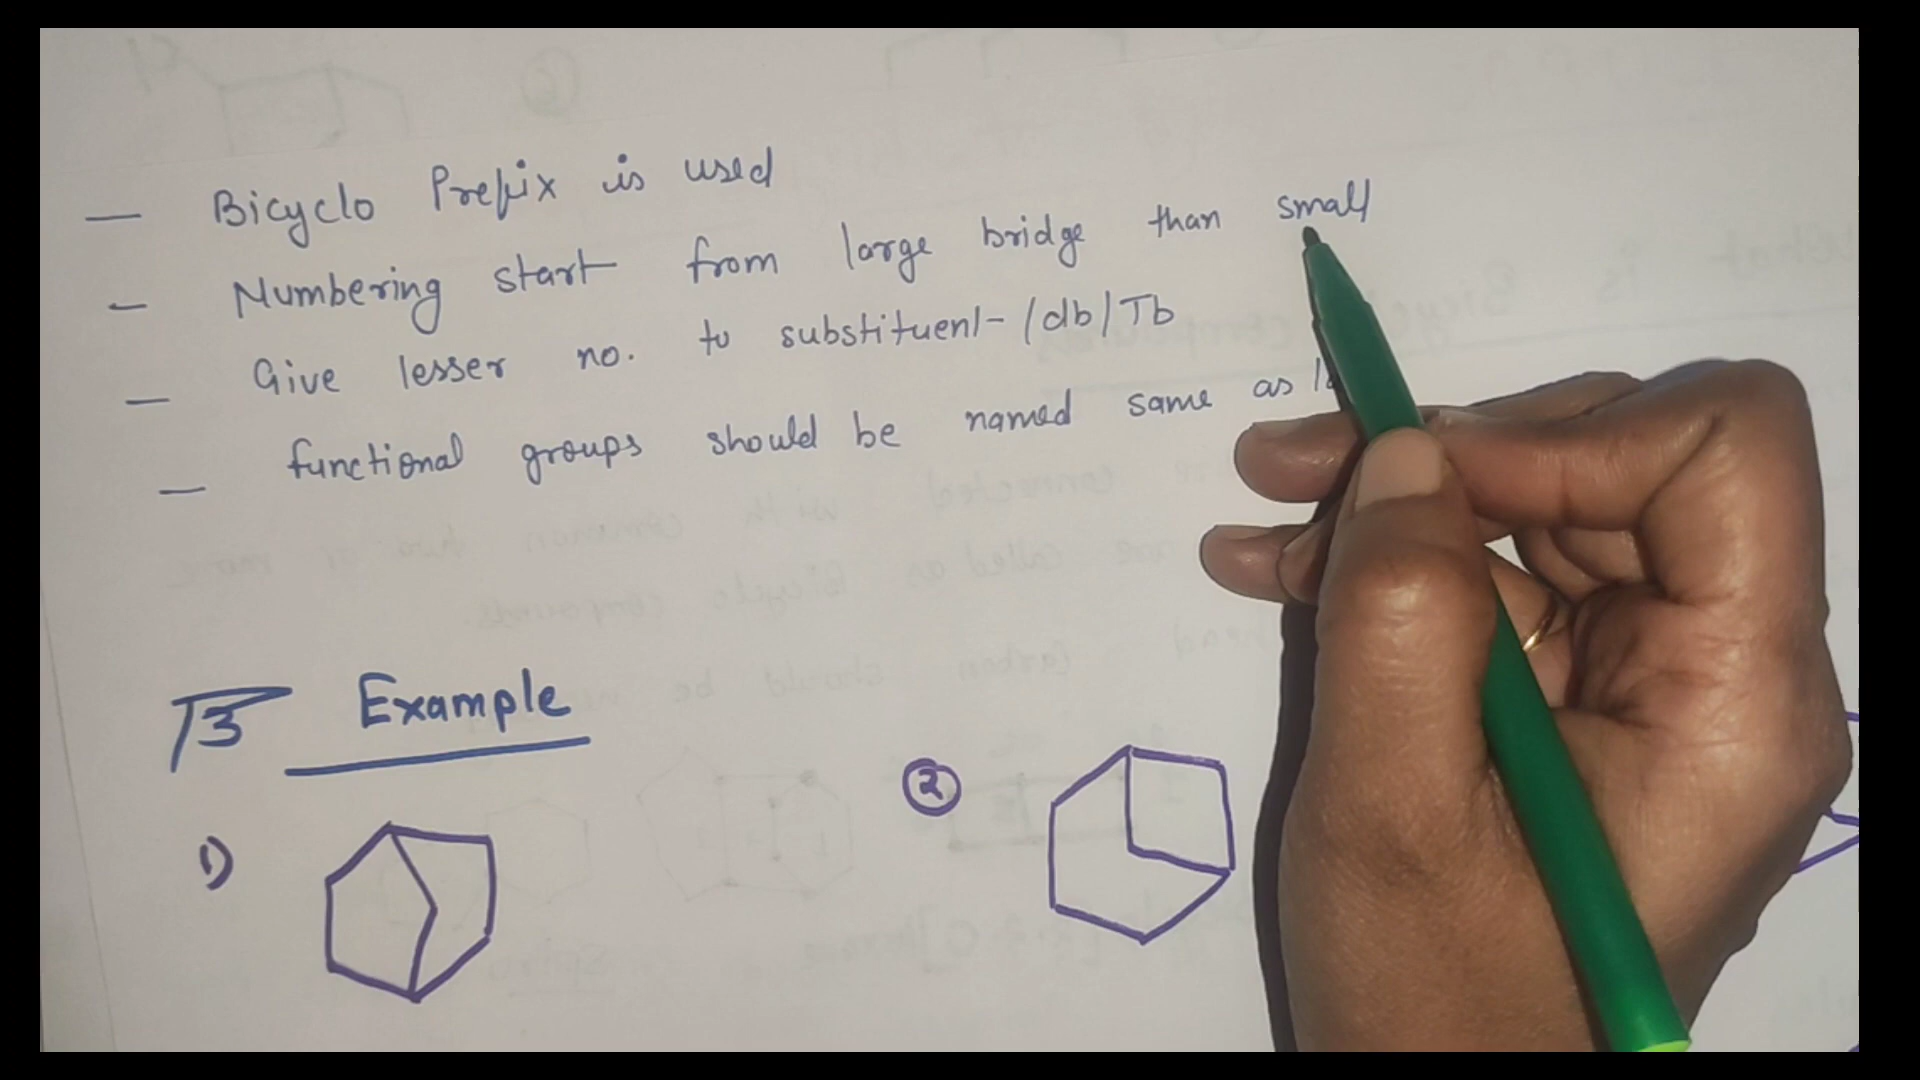 — Bicyclo Prefix is used
— Numbering start from large bridge than small
— Give lesser no. to substituent /db/Tb
— functional groups should be named same as
Example
1)
2